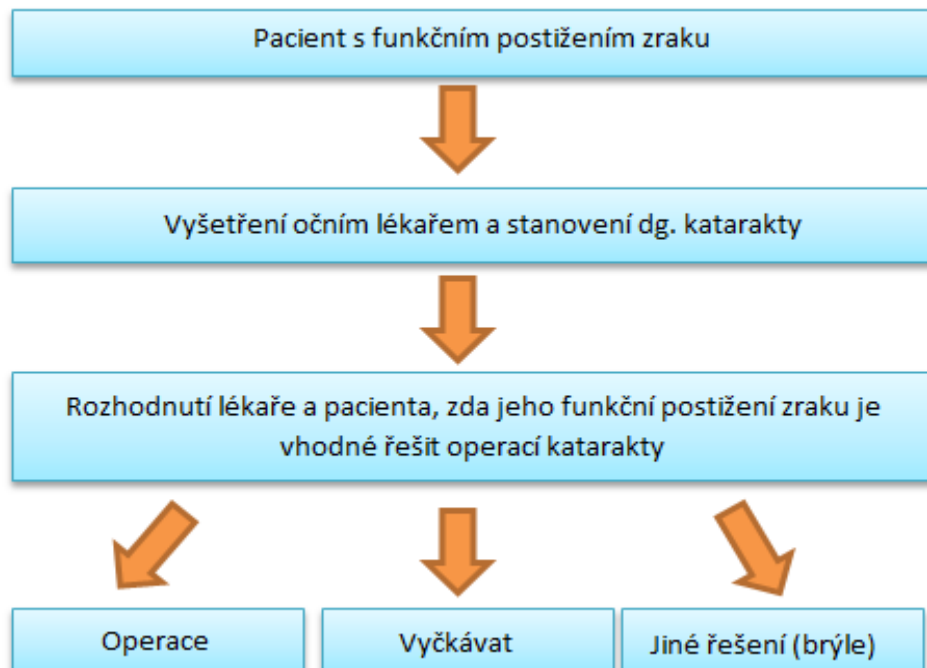 Pacient s funkčním postižením zraku
Vyšetření očním lékařem a stanovení dg. katarakty
Rozhodnutí lékaře a pacienta, zda jeho funkční postižení zraku je
vhodné řešit operací katarakty
Operace
Vyčkávat
Jiné řešení (brýle)